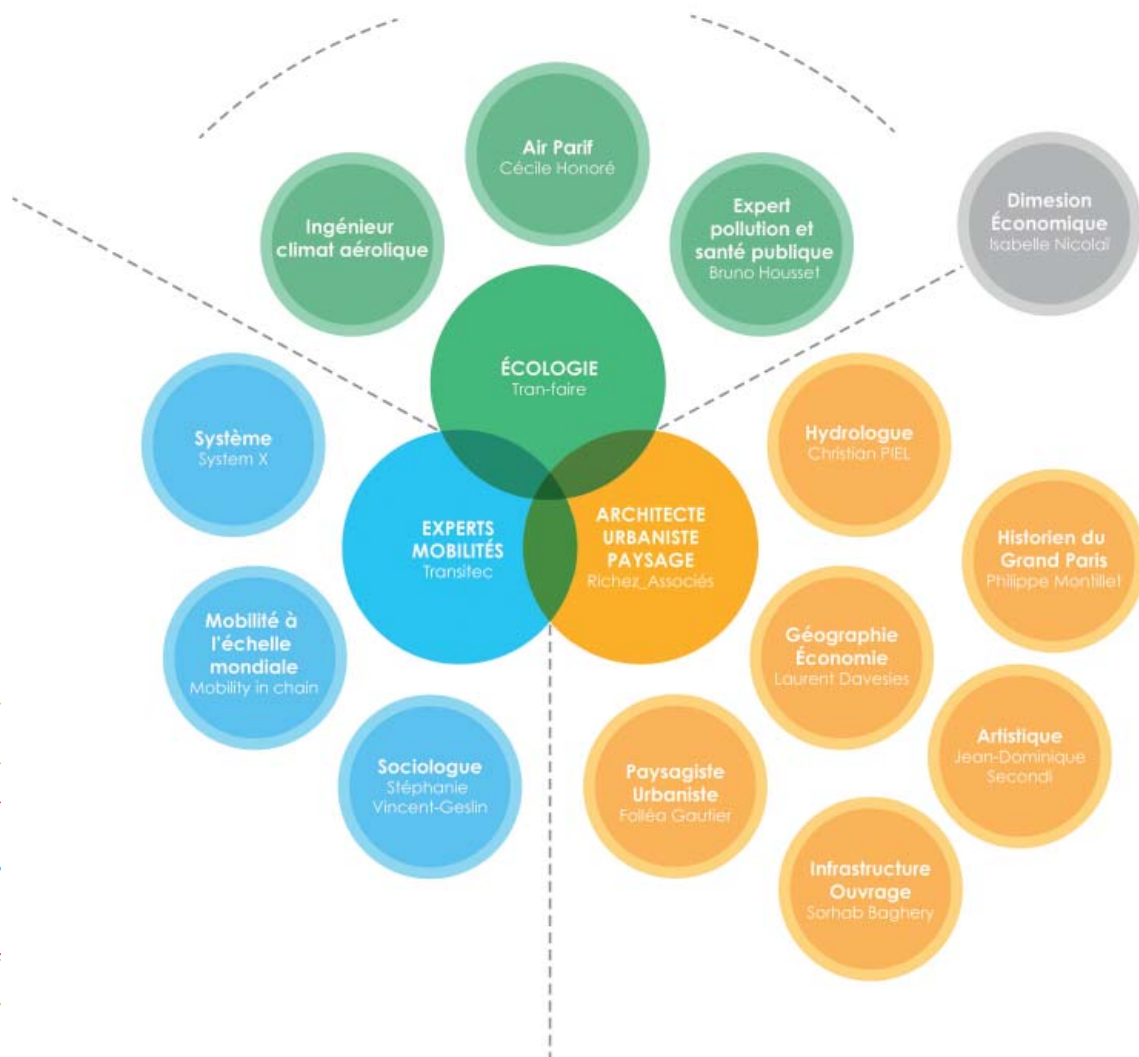 Air Parif
Cécile Honoré
Ingénieur
climat aérolique
Expert
pollution et
santé publique
Bruno Housset
Dimesion
Économique
Isabelle Nicolaï
ÉCOLOGIE
Tran-faire
Système
System X
EXPERTS
MOBILITÉS
Transitec
ARCHITECTE
URBANISTE
PAYSAGE
Richez_Associés
Hydrologue
Christian PIEL
Historien du
Grand Paris
Philippe Montillet
Mobilité à
l'échelle
mondiale
Mobility in chain
Géographie
Économie
Laurent Davesies
Sociologue
Stéphanie
Vincent-Geslin
Paysagiste
Urbaniste
Folléa Gautier
Artistique
Jean-Dominique
Secondi
Infrastructure
Ouvrage
Sorhab Baghery